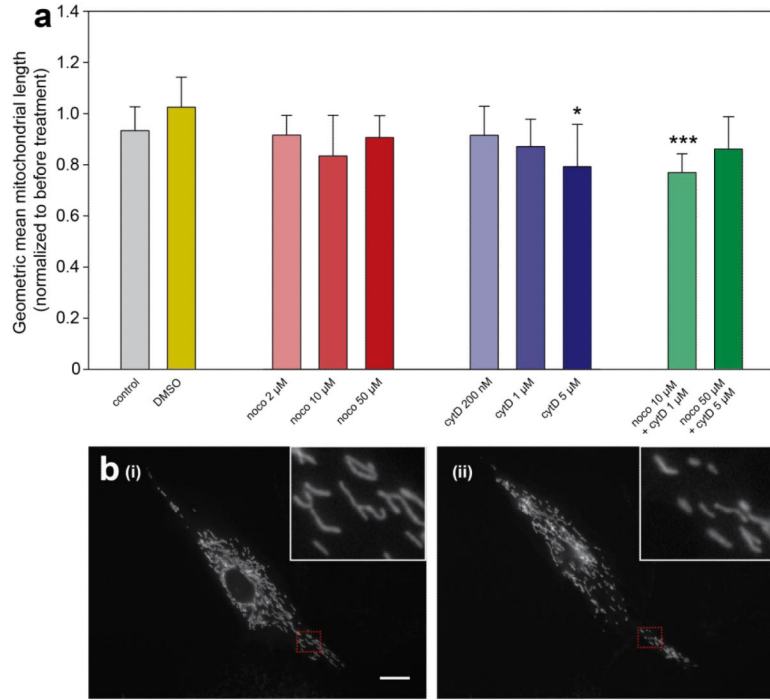 a
Geometric mean mitochondrial length
(normalized to before treatment)
1.4
1.2
1.0
0.8
0.6
0.4
0.2
0
*
***
control
DMSO
noco 2 µM
noco 10 µM
noco 50 µM
cytD 200 nM
cytD 1 µM
cytD 5 µM
noco 10 µM
+ cytD 1 µM
noco 50 µM
+ cytD 5 µM
b (i)
(ii)